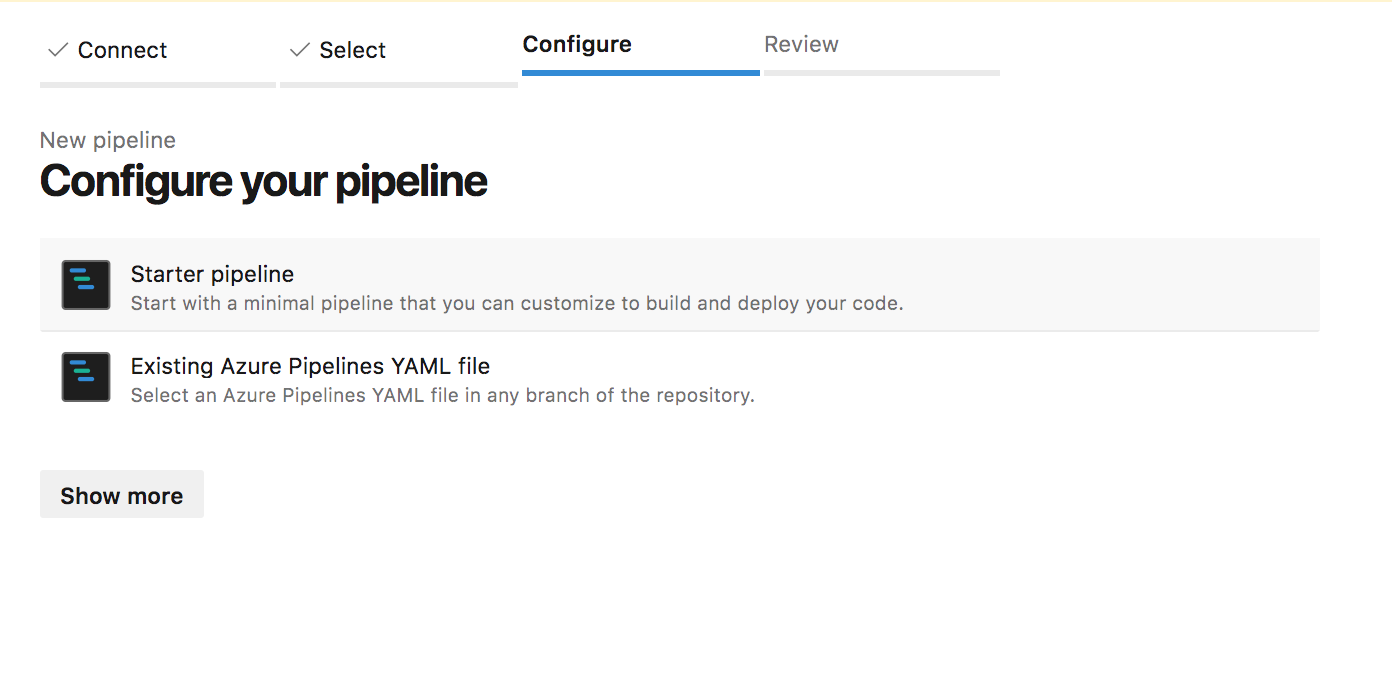 Connect
Select
Configure
Review
New pipeline
Configure your pipeline
Starter pipeline
Start with a minimal pipeline that you can customize to build and deploy your code.
Existing Azure Pipelines YAML file
Select an Azure Pipelines YAML file in any branch of the repository.
Show more